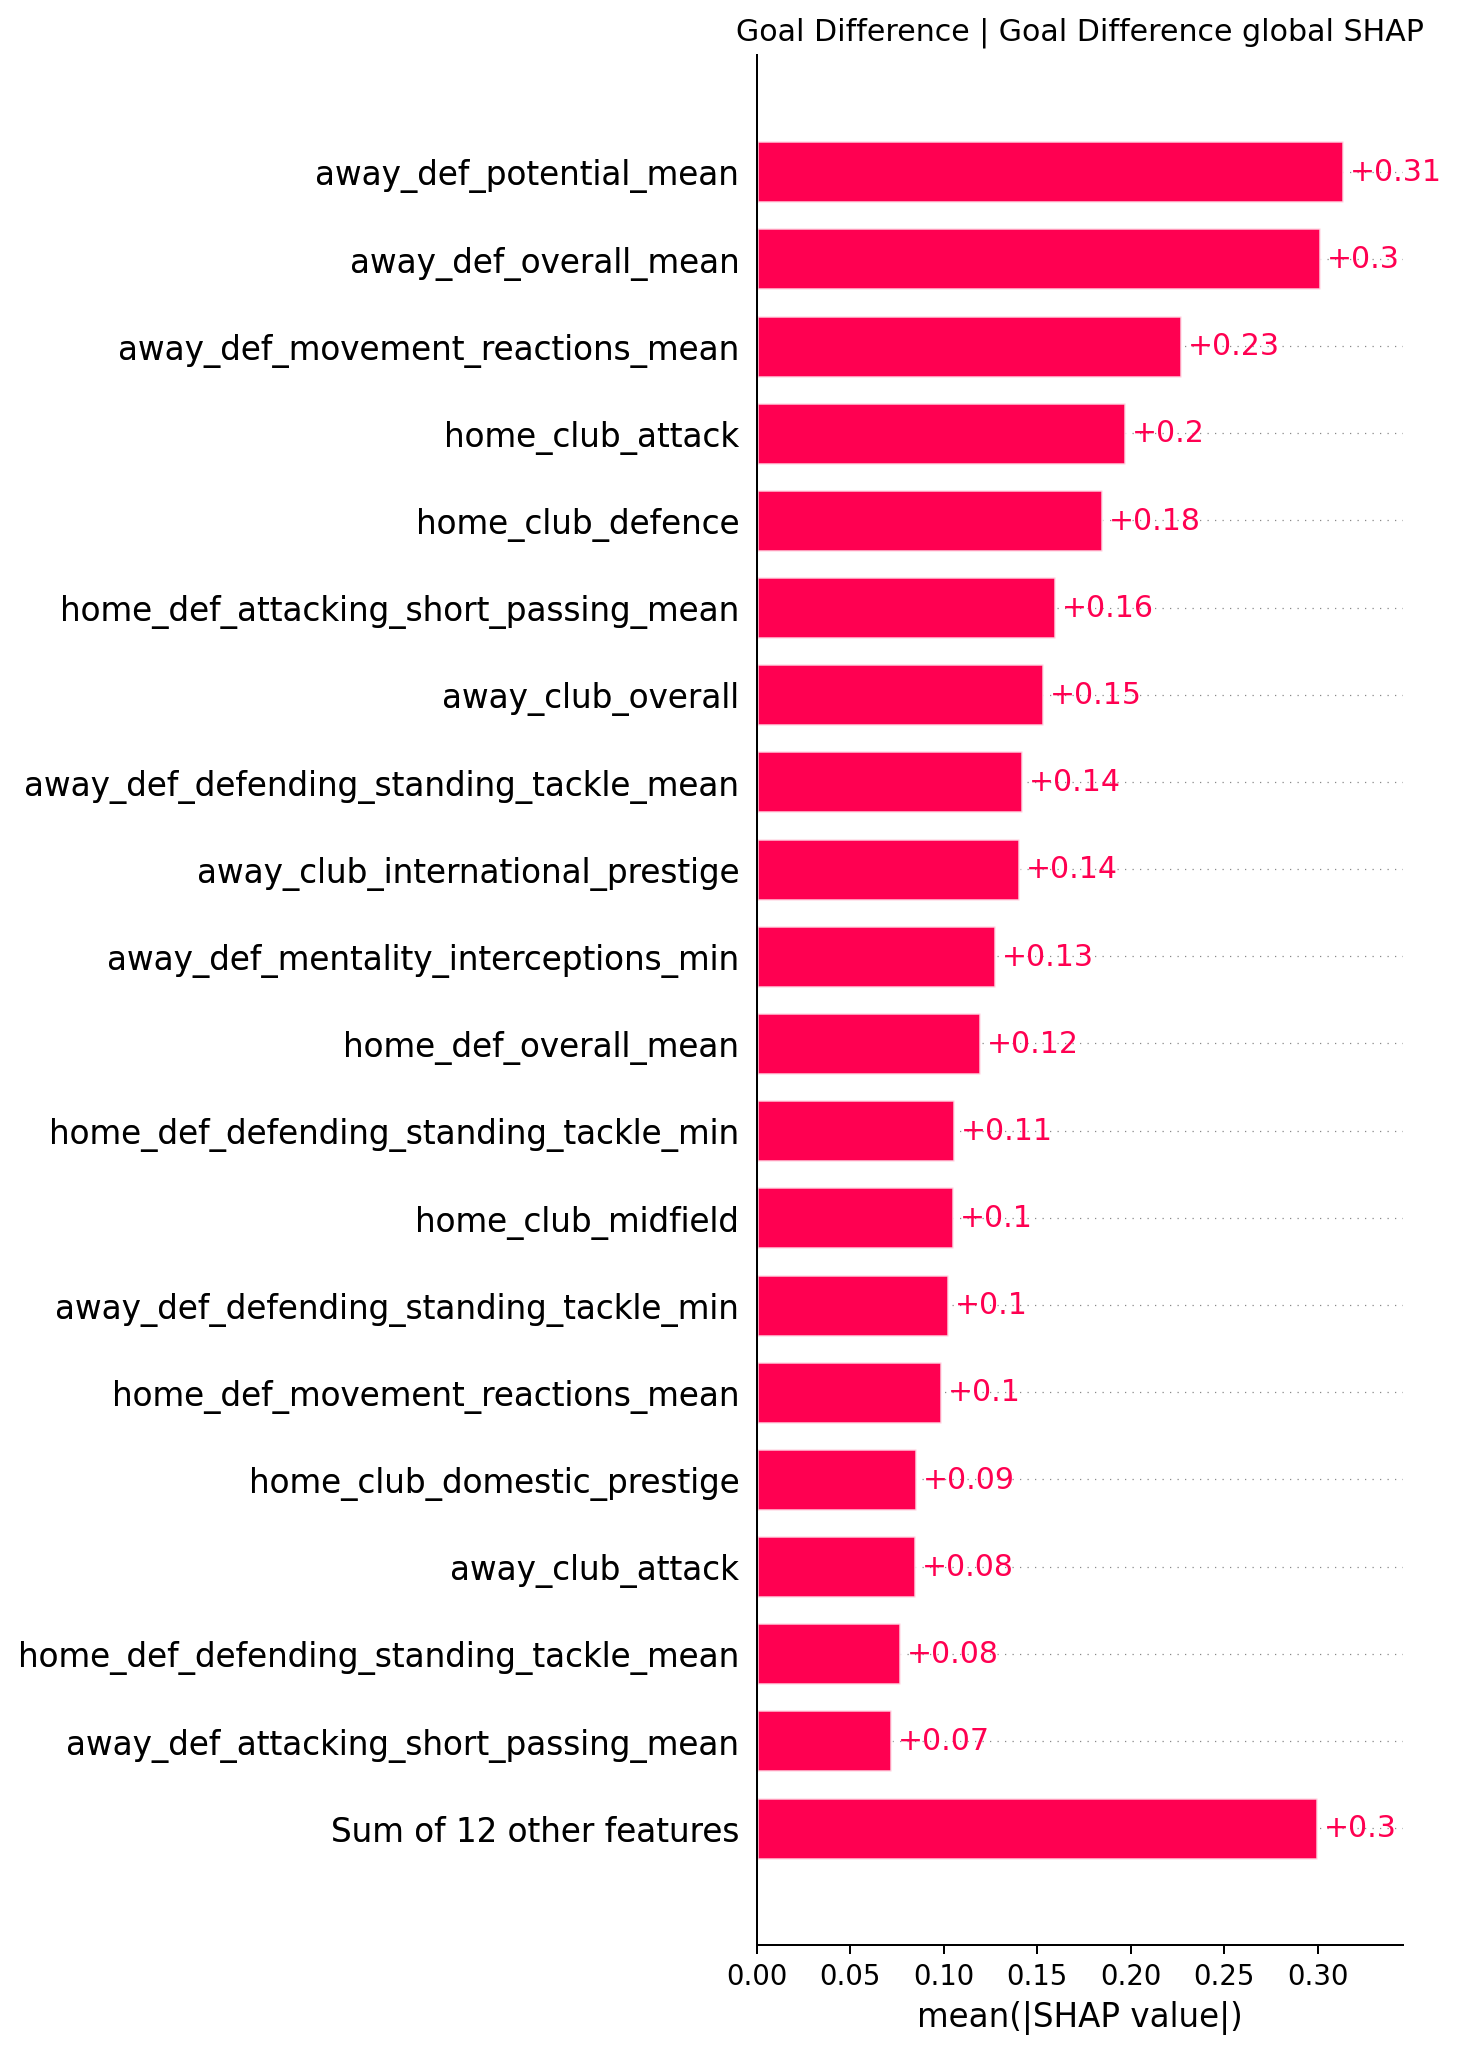 Goal Difference | Goal Difference global SHAP
away_def_potential_mean +0.31
away_def_overall_mean +0.3
away_def_movement_reactions_mean +0.23
home_club_attack +0.2
home_club_defence +0.18
home_def_attacking_short_passing_mean +0.16
away_club_overall +0.15
away_def_defending_standing_tackle_mean +0.14
away_club_international_prestige +0.14
away_def_mentality_interceptions_min +0.13
home_def_overall_mean +0.12
home_def_defending_standing_tackle_min +0.11
home_club_midfield +0.1
away_def_defending_standing_tackle_min +0.1
home_def_movement_reactions_mean +0.1
home_club_domestic_prestige +0.09
away_club_attack +0.08
home_def_defending_standing_tackle_mean +0.08
away_def_attacking_short_passing_mean +0.07
Sum of 12 other features +0.3
0.00 0.05 0.10 0.15 0.20 0.25 0.30
mean(|SHAP value|)